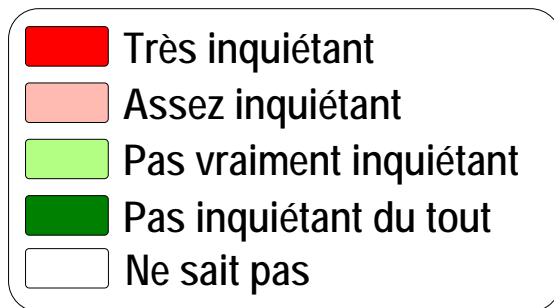 Très inquiétant
Assez inquiétant
Pas vraiment inquiétant
Pas inquiétant du tout
Ne sait pas